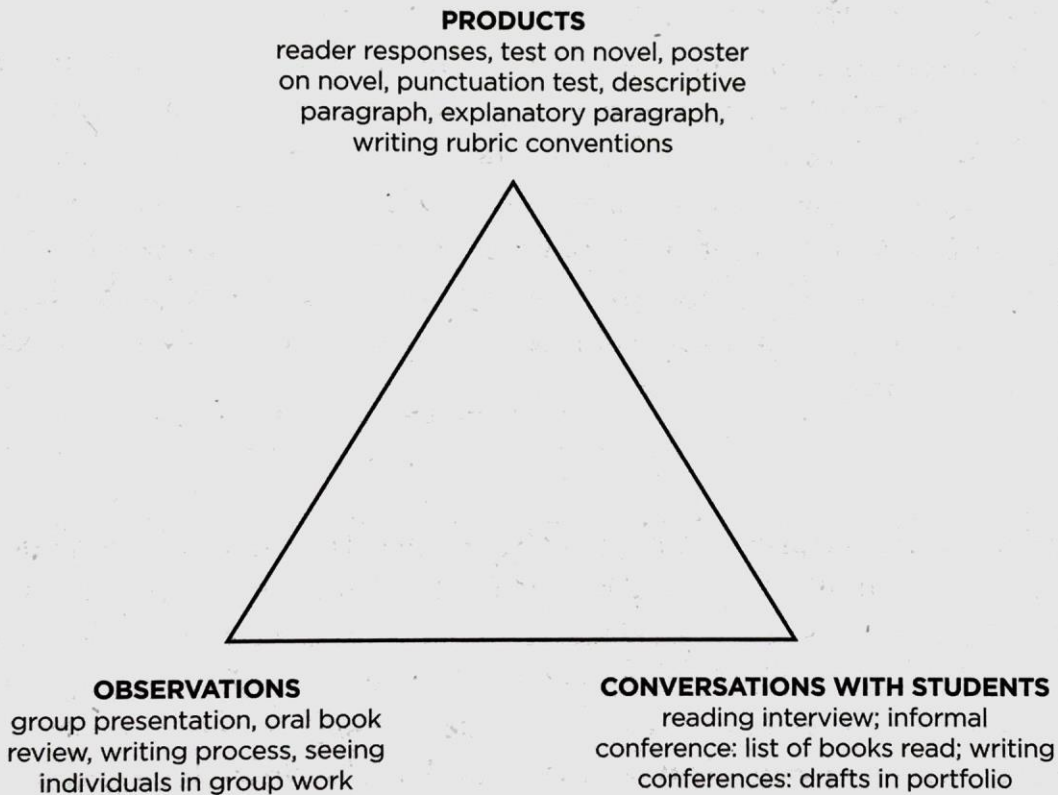 PRODUCTS
reader responses, test on novel, poster
on novel, punctuation test, descriptive
paragraph, explanatory paragraph,
writing rubric conventions
OBSERVATIONS
group presentation, oral book
review, writing process, seeing
individuals in group work
CONVERSATIONS WITH STUDENTS
reading interview; informal
conference: list of books read; writing
conferences: drafts in portfolio